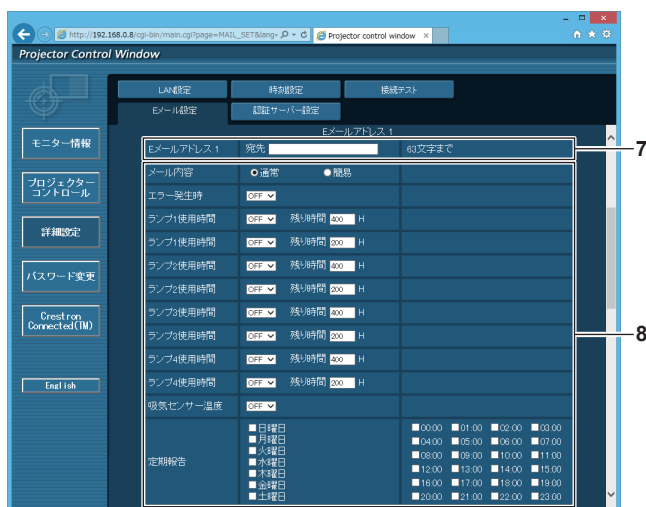 http://192.168.0.8/cgi-bin/main.cgi?page=MAIL_SET&lang=
Projector control window
Projector Control Window
LAN設定 時刻設定 接続テスト
Eメール設定 認証サーバー設定
モニター情報
プロジェクター
コントロール
詳細設定
パスワード変更
Crestron
Connected(TM)
English
Eメールアドレス 1
Eメールアドレス 1 宛先 63文字まで
7
メール内容 通常 簡易
エラー発生時 OFF
ランプ1使用時間 OFF 残り時間 400 H
ランプ1使用時間 OFF 残り時間 200 H
ランプ2使用時間 OFF 残り時間 400 H
ランプ2使用時間 OFF 残り時間 200 H
ランプ3使用時間 OFF 残り時間 400 H
ランプ3使用時間 OFF 残り時間 200 H
ランプ4使用時間 OFF 残り時間 400 H
ランプ4使用時間 OFF 残り時間 200 H
8
吸気センサー温度 OFF
定期報告
日曜日
月曜日
火曜日
水曜日
木曜日
金曜日
土曜日
00:00 01:00 02:00 03:00
04:00 05:00 06:00 07:00
08:00 09:00 10:00 11:00
12:00 13:00 14:00 15:00
16:00 17:00 18:00 19:00
20:00 21:00 22:00 23:00